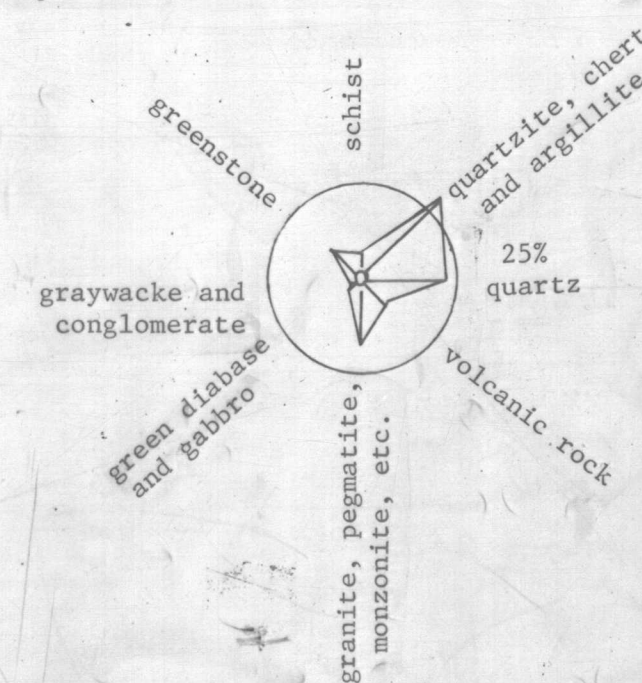 schist
quartzite, chert
and argillite
greenstone
25%
quartz
graywacke and
conglomerate
green diabase
and gabbro
volcanic rock
granite, pegmatite,
monzonite, etc.
0